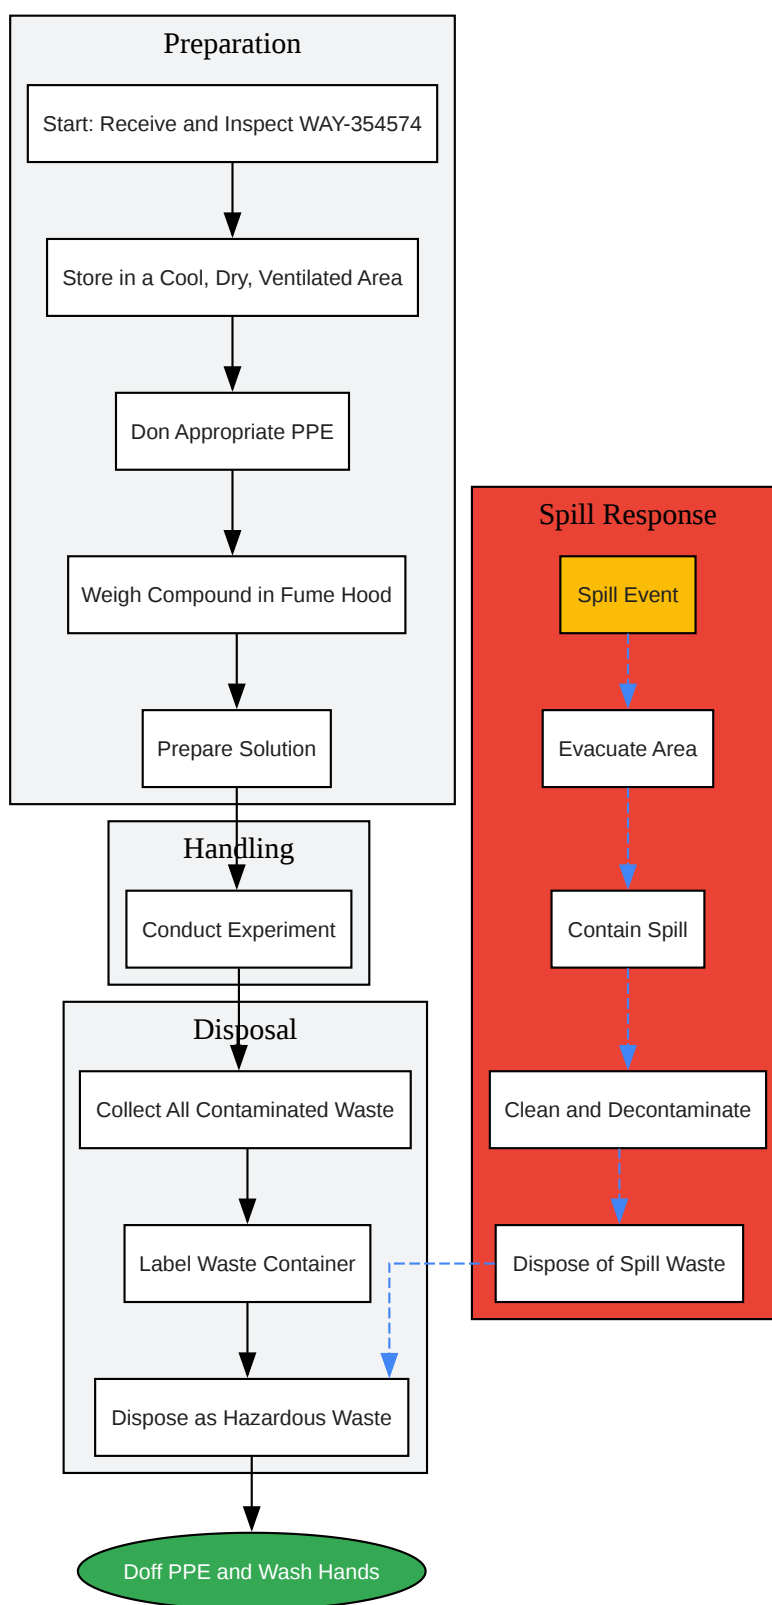 Preparation
Start: Receive and Inspect WAY-354574
Store in a Cool, Dry, Ventilated Area
Don Appropriate PPE
Weigh Compound in Fume Hood
Prepare Solution
Handling
Conduct Experiment
Disposal
Collect All Contaminated Waste
Label Waste Container
Dispose as Hazardous Waste
Doff PPE and Wash Hands
Spill Response
Spill Event
Evacuate Area
Contain Spill
Clean and Decontaminate
Dispose of Spill Waste